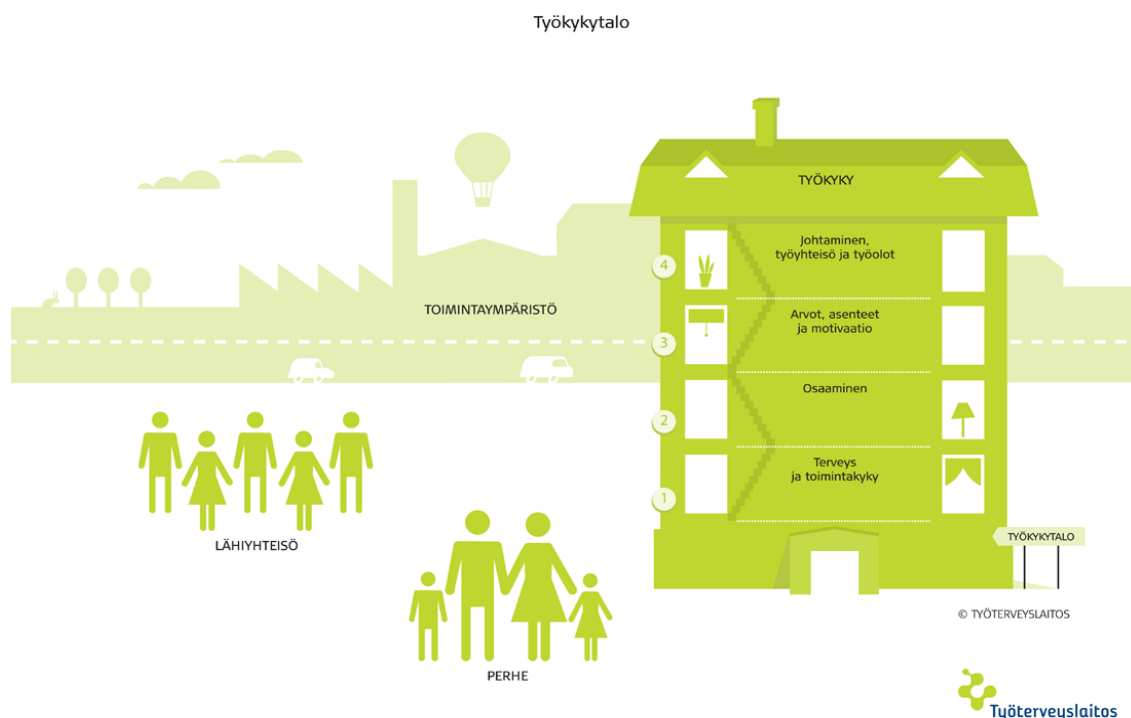 Työkykytalo
TYÖKYKY
4
Johtaminen,
työyhteisö ja työolot
TOIMINTAYMPÄRISTÖ
3
Arvot, asenteet
ja motivaatio
2
Osaaminen
1
Terveys
ja toimintakyky
LÄHIYHTEISÖ
TYÖKYKYTALO
© TYÖTERVEYSLAITOS
PERHE
Työterveyslaitos